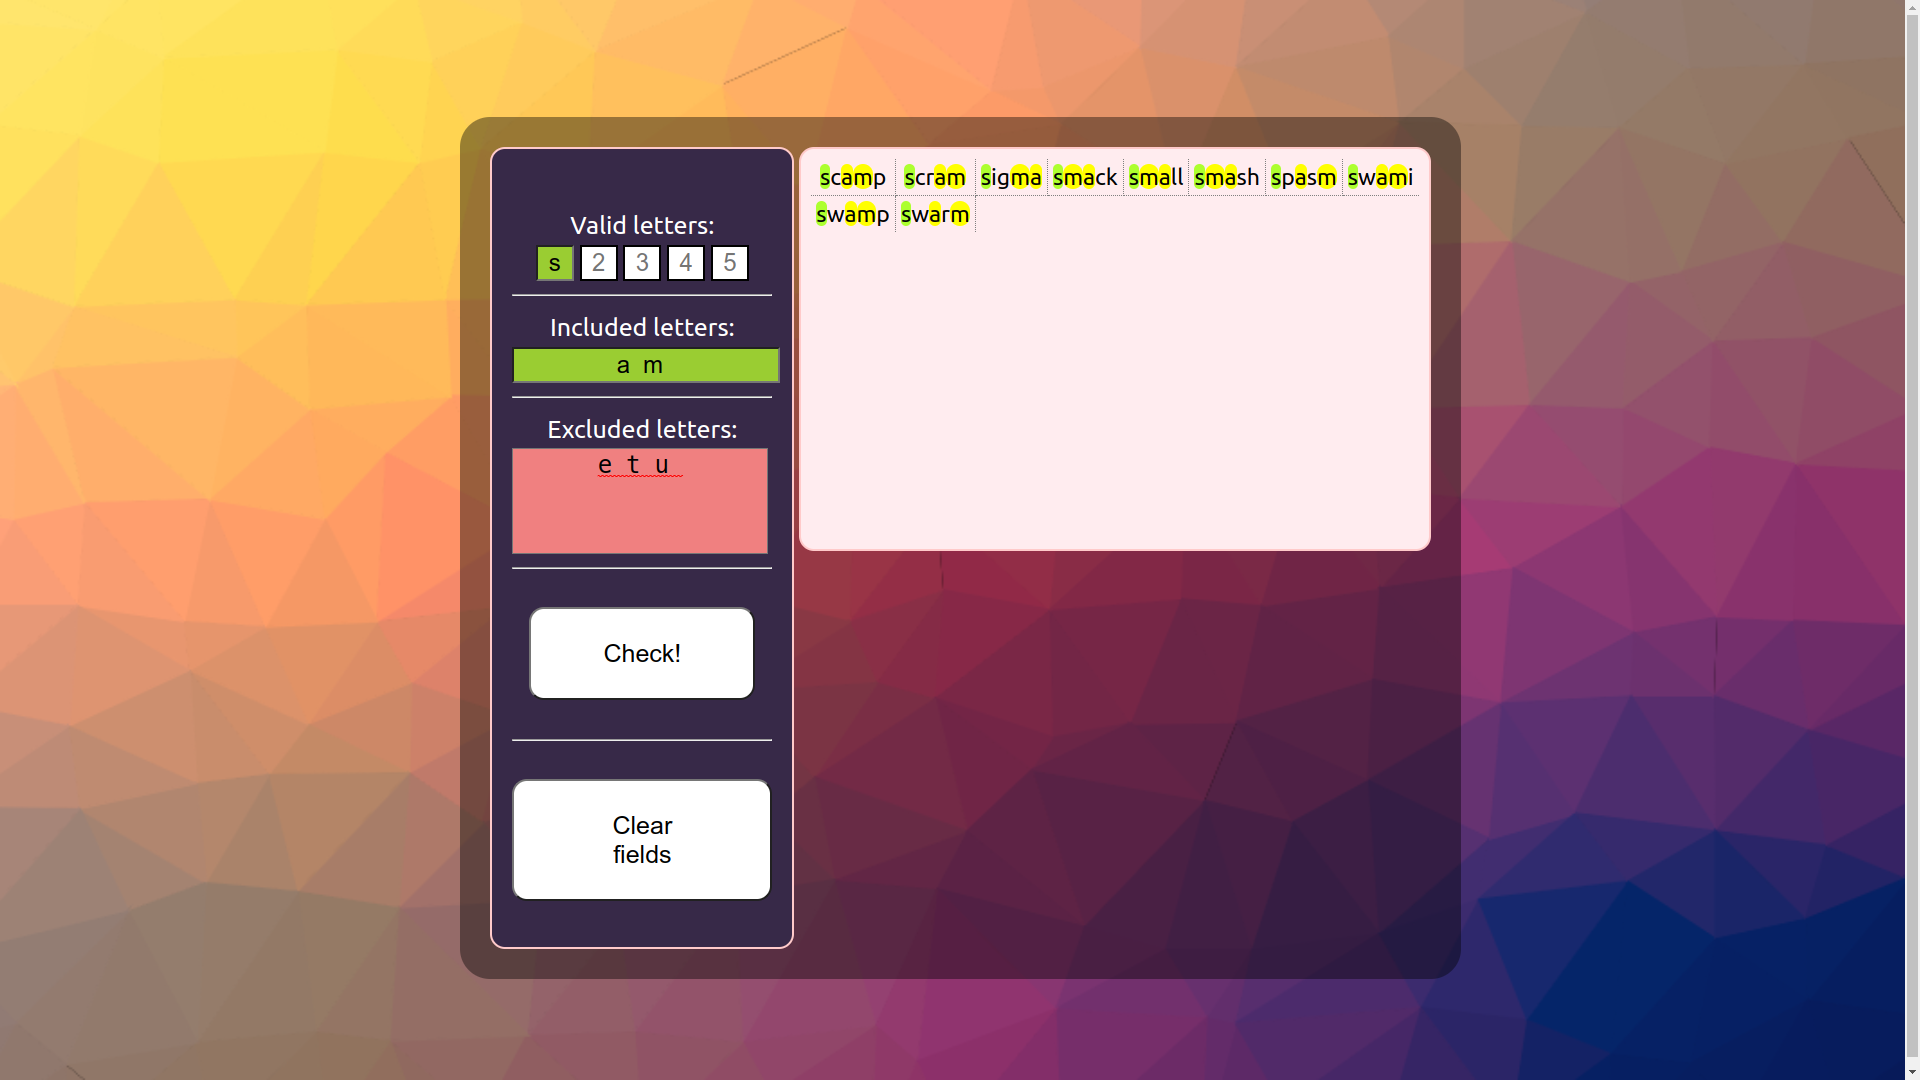 Valid letters:
s 2 3 4 5
Included letters:
a m
Excluded letters:
e t u
Check!
Clear
fields
scamp scram sigma smack small smash spasm swami
swamp swarm